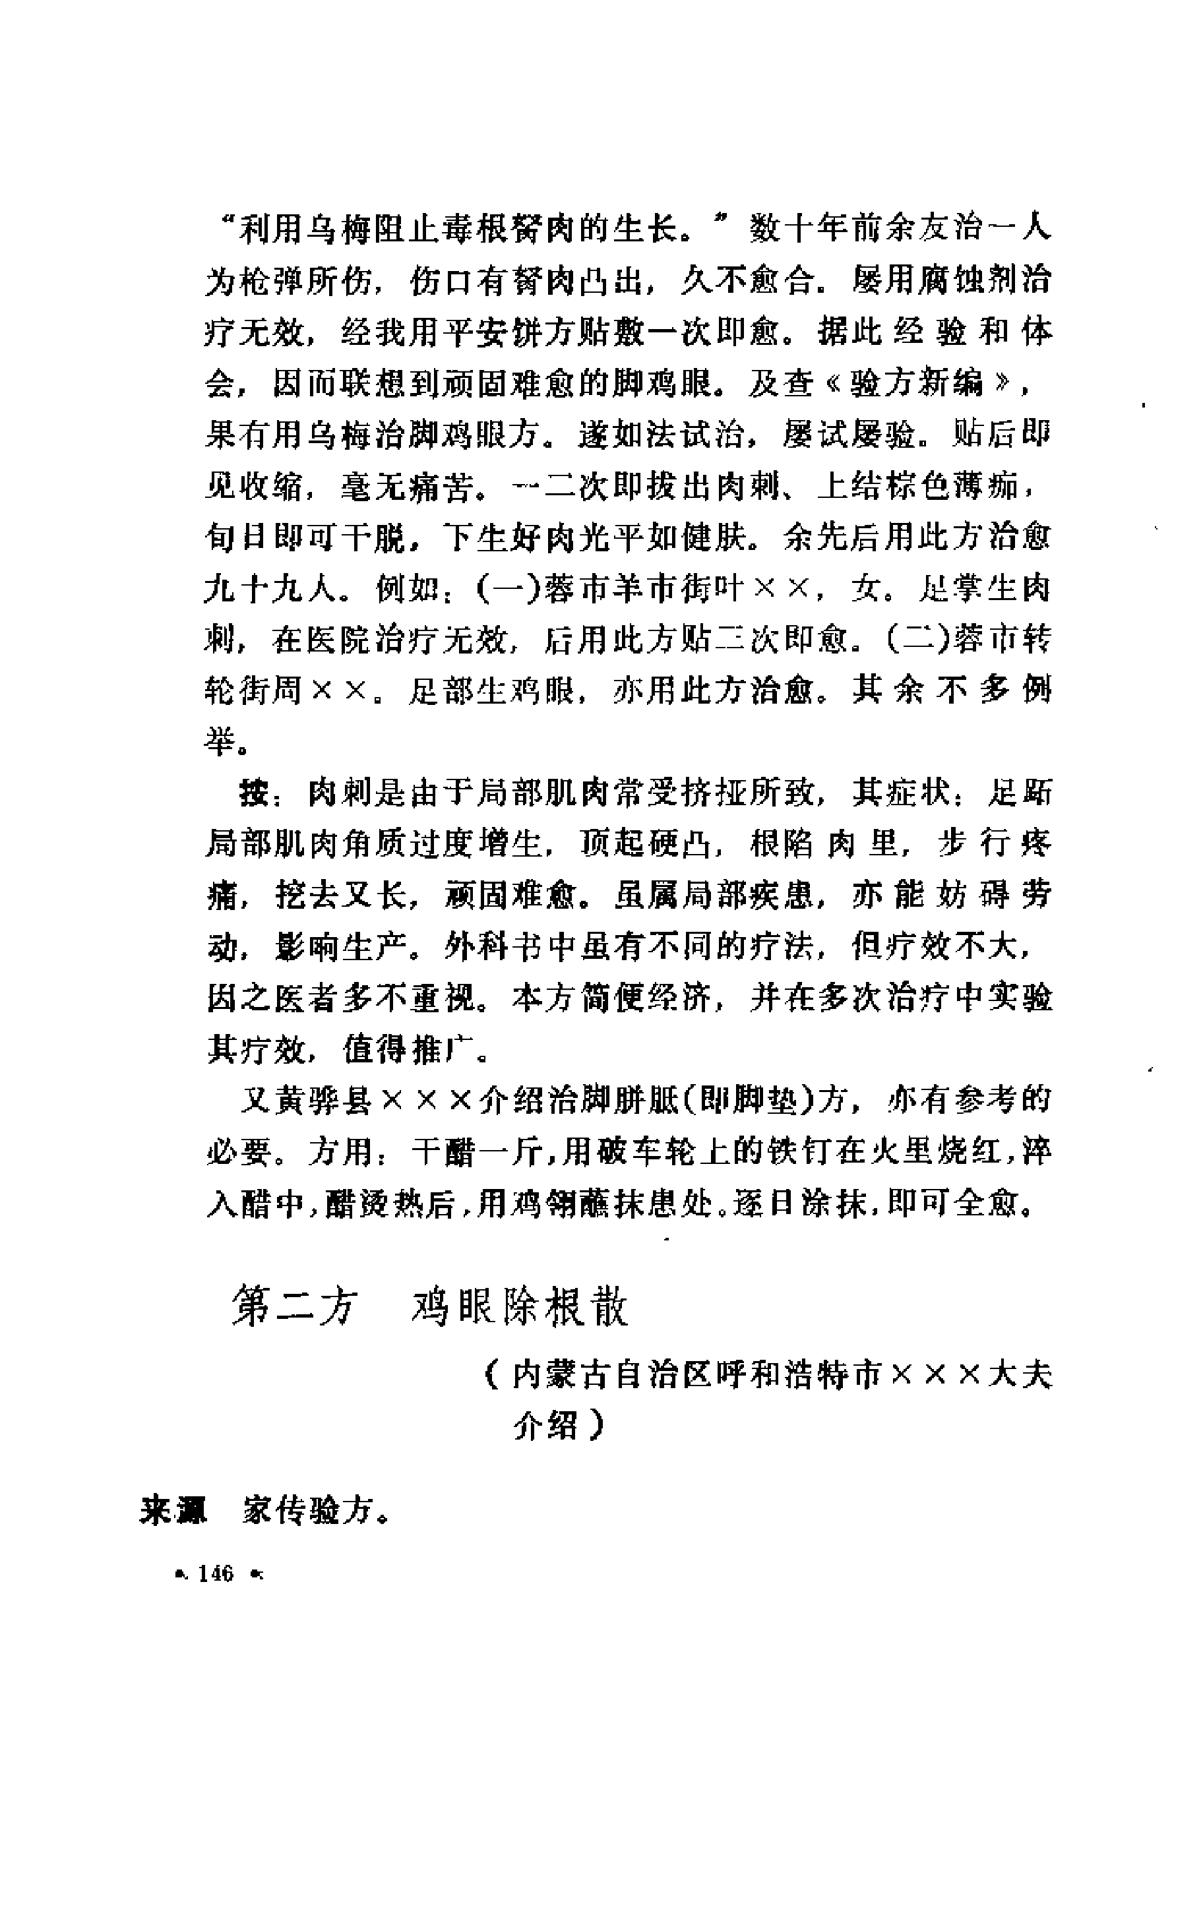 “利用乌梅阻止毒根胬肉的生长。”数十年前余友治一人
为枪弹所伤，伤口有胬肉凸出，久不愈合。屡用腐蚀剂治
疗无效，经我用平安饼方贴敷一次即愈。据此经验和体
会，因而联想到顽固难愈的脚鸡眼。及查《验方新编》，
果有用乌梅治脚鸡眼方。遂如法试治，屡试屡验。贴后即
见收缩，毫无痛苦。一二次即拔出肉刺、上结棕色薄痂，
旬日即可干脱，下生好肉光平如健肤。余先后用此方治愈
九十九人。例如：(一)蓉市羊市街叶××，女。足掌生肉
刺，在医院治疗无效，后用此方贴三次即愈。(二)蓉市转
轮街周××。足部生鸡眼，亦用此方治愈。其余不多例
举。
按：肉刺是由于局部肌肉常受挤挜所致，其症状：足跖
局部肌肉角质过度增生，顶起硬凸，根陷肉里，步行疼
痛，挖去又长，顽固难愈。虽属局部疾患，亦能妨碍劳
动，影响生产。外科书中虽有不同的疗法，但疗效不大，
因之医者多不重视。本方简便经济，并在多次治疗中实验
其疗效，值得推广。
又黄骅县×××介绍治脚胼胝(即脚垫)方，亦有参考的
必要。方用：干醋一斤,用破车轮上的铁钉在火里烧红,淬
入醋中,醋烫热后,用鸡翎蘸抹患处。逐日涂抹,即可全愈。
第二方　鸡眼除根散
(内蒙古自治区呼和浩特市×××大夫
介绍)
来源　家传验方。
• 146 •